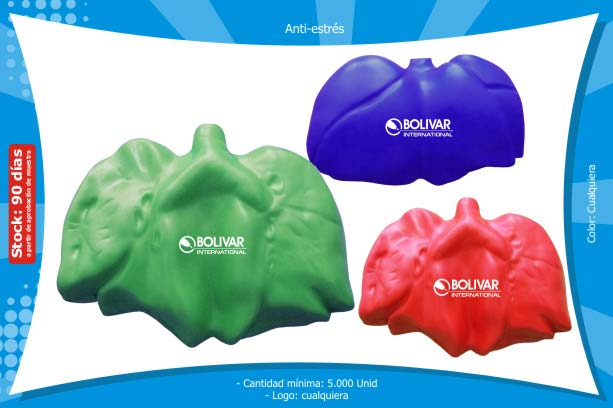 Anti-estrés
BOLIVAR
INTERNATIONAL
BOLIVAR
INTERNATIONAL
BOLIVAR
INTERNATIONAL
Stock: 90 días
a partir de aprobación de muestra
Color: Cualquiera
- Cantidad mínima: 5.000 Unid
- Logo: cualquiera